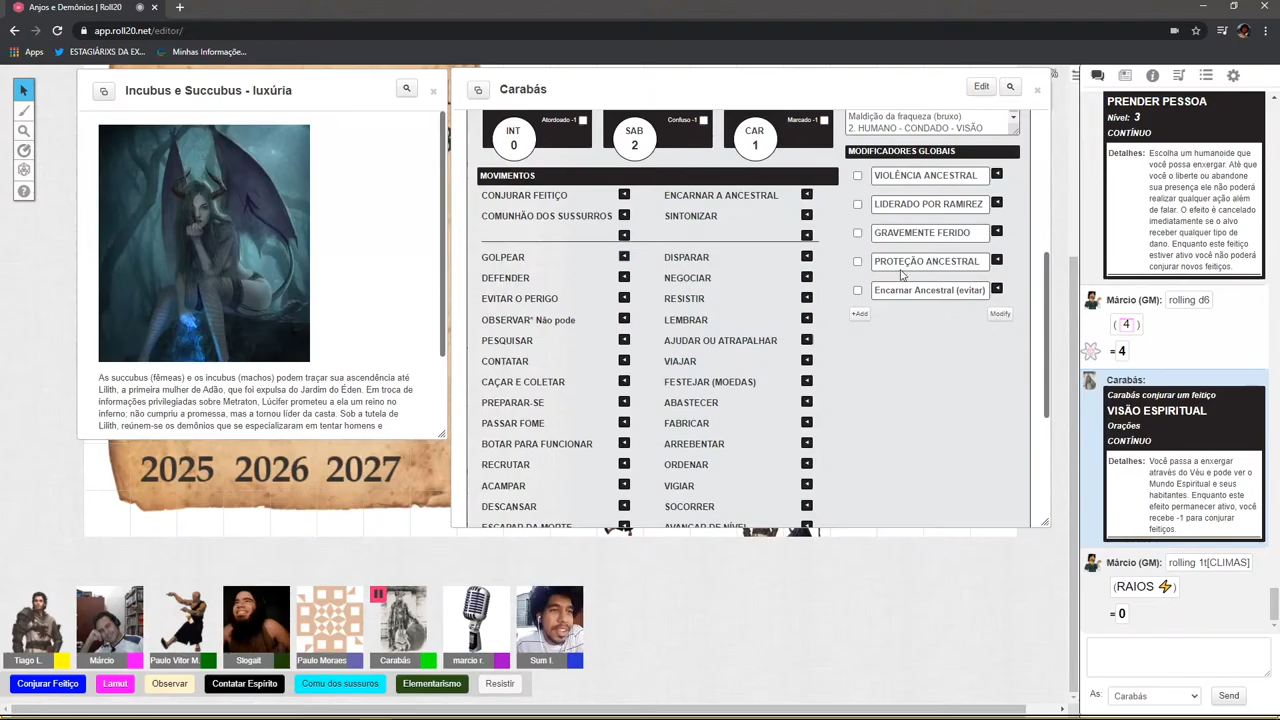 Anjos e Demônios | Roll20
app.roll20.net/editor/
Apps
ESTAGIÁRIXS DA EX...
Minhas Informaçõe...
Incubus e Succubus - luxúria
As succubus (fêmeas) e os incubus (machos) podem traçar sua ascendência até
Lilith, a primeira mulher de Adão, que foi expulsa do Jardim do Éden. Em troca de
informações privilegiadas sobre Metraton, Lúcifer prometeu a ela um reino no
inferno; não cumpriu a promessa, mas a tornou líder da casta. Sob a tutela de
Lilith, reúnem-se os demônios que se especializaram em tentar homens e
2025 2026 2027
Carabás
Edit
Atordoado -1
Confuso -1
Marcado -1
INT
0
SAB
2
CAR
1
Maldição da fraqueza (bruxo)
2. HUMANO - CONDADO - VISÃO
MOVIMENTOS
CONJURAR FEITIÇO
ENCARNAR A ANCESTRAL
COMUNHÃO DOS SUSSURROS
SINTONIZAR
GOLPEAR
DISPARAR
DEFENDER
NEGOCIAR
EVITAR O PERIGO
RESISTIR
OBSERVAR* Não pode
LEMBRAR
PESQUISAR
AJUDAR OU ATRAPALHAR
CONTATAR
VIAJAR
CAÇAR E COLETAR
FESTEJAR (MOEDAS)
PREPARAR-SE
ABASTECER
PASSAR FOME
FABRICAR
BOTAR PARA FUNCIONAR
ARREBENTAR
RECRUTAR
ORDENAR
ACAMPAR
VIGIAR
DESCANSAR
SOCORRER
ESCAPAR DA MORTE
AVANÇAR DE NÍVEL
MODIFICADORES GLOBAIS
VIOLÊNCIA ANCESTRAL
LIDERADO POR RAMIREZ
GRAVEMENTE FERIDO
PROTEÇÃO ANCESTRAL
Encarnar Ancestral (evitar)
+Add
Modify
PRENDER PESSOA
Nível: 3
CONTÍNUO
Detalhes: Escolha um humanoide que
você possa enxergar. Até que
você o liberte ou abandone
sua presença ele não poderá
realizar qualquer ação além
de falar. O efeito é cancelado
imediatamente se o alvo
receber qualquer tipo de
dano. Enquanto este feitiço
estiver ativo você não poderá
conjurar novos feitiços.
Márcio (GM): rolling d6
( 4 )
= 4
Carabás:
Carabás conjurar um feitiço
VISÃO ESPIRITUAL
Orações
CONTÍNUO
Detalhes: Você passa a enxergar
através do Véu e pode ver o
Mundo Espiritual e seus
habitantes. Enquanto este
efeito permanecer ativo, você
recebe -1 para conjurar
feitiços.
Márcio (GM): rolling 1t[CLIMAS]
(RAIOS ⚡)
= 0
As: Carabás Send
Tiago L.
Márcio
Paulo Vitor M.
Slogait
Paulo Moraes
Carabás
marcio r.
Sum I.
Conjurar Feitiço
Lamut
Observar
Contatar Espírito
Comu dos sussuros
Elementarismo
Resistir